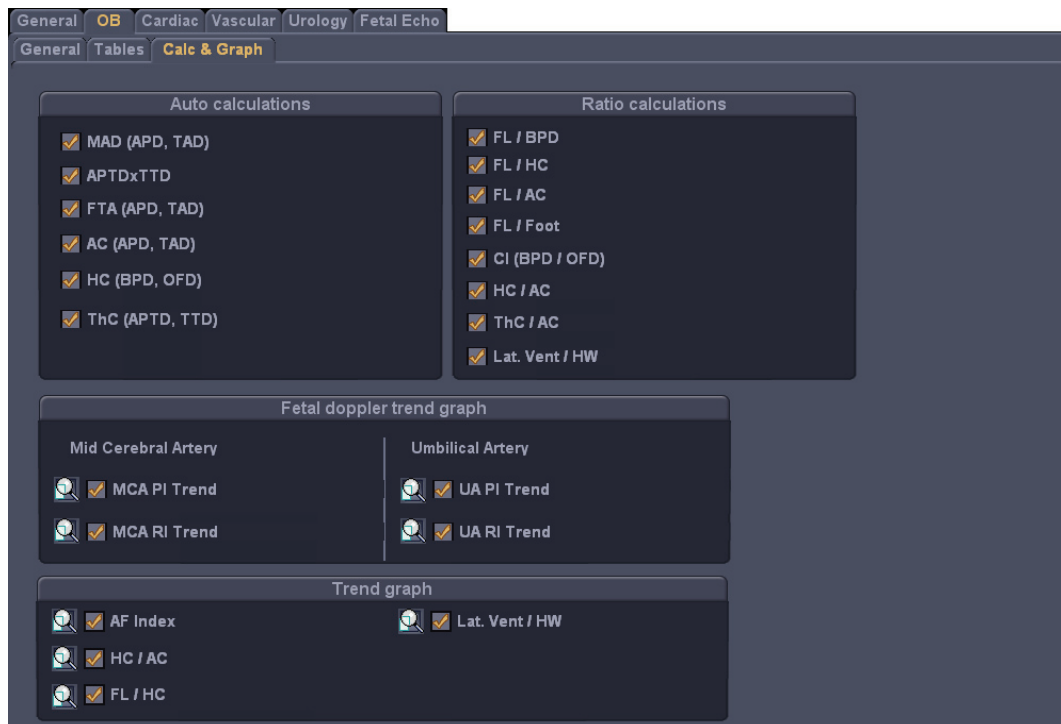 General OB Cardiac Vascular Urology Fetal Echo
General Tables Calc & Graph
Auto calculations
MAD (APD, TAD)
APTDxTTD
FTA (APD, TAD)
AC (APD, TAD)
HC (BPD, OFD)
ThC (APTD, TTD)
Ratio calculations
FL / BPD
FL / HC
FL / AC
FL / Foot
CI (BPD / OFD)
HC / AC
ThC / AC
Lat. Vent / HW
Fetal doppler trend graph
Mid Cerebral Artery
MCA PI Trend
MCA RI Trend
Umbilical Artery
UA PI Trend
UA RI Trend
Trend graph
AF Index
HC / AC
FL / HC
Lat. Vent / HW